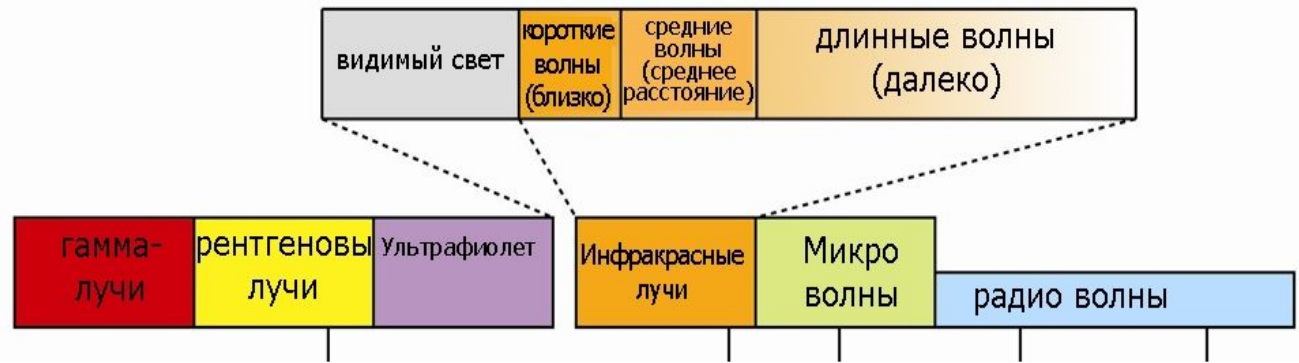 видимый свет
короткие
волны
(близко)
средние
волны
(среднее
расстояние)
длинные волны
(далеко)
гамма-
лучи
рентгеновы
лучи
Ультрафиолет
Инфракрасные
лучи
Микро
волны
радио волны